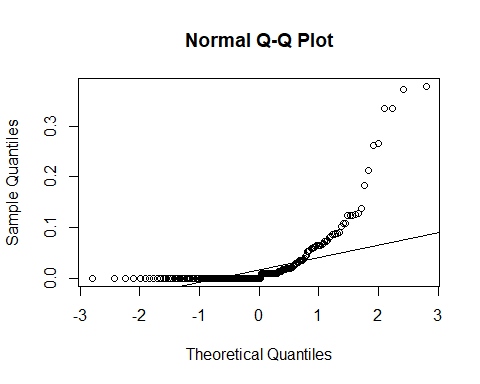 Normal Q-Q Plot
Sample Quantiles
0.3
0.2
0.1
0.0
-3 -2 -1 0 1 2 3
Theoretical Quantiles